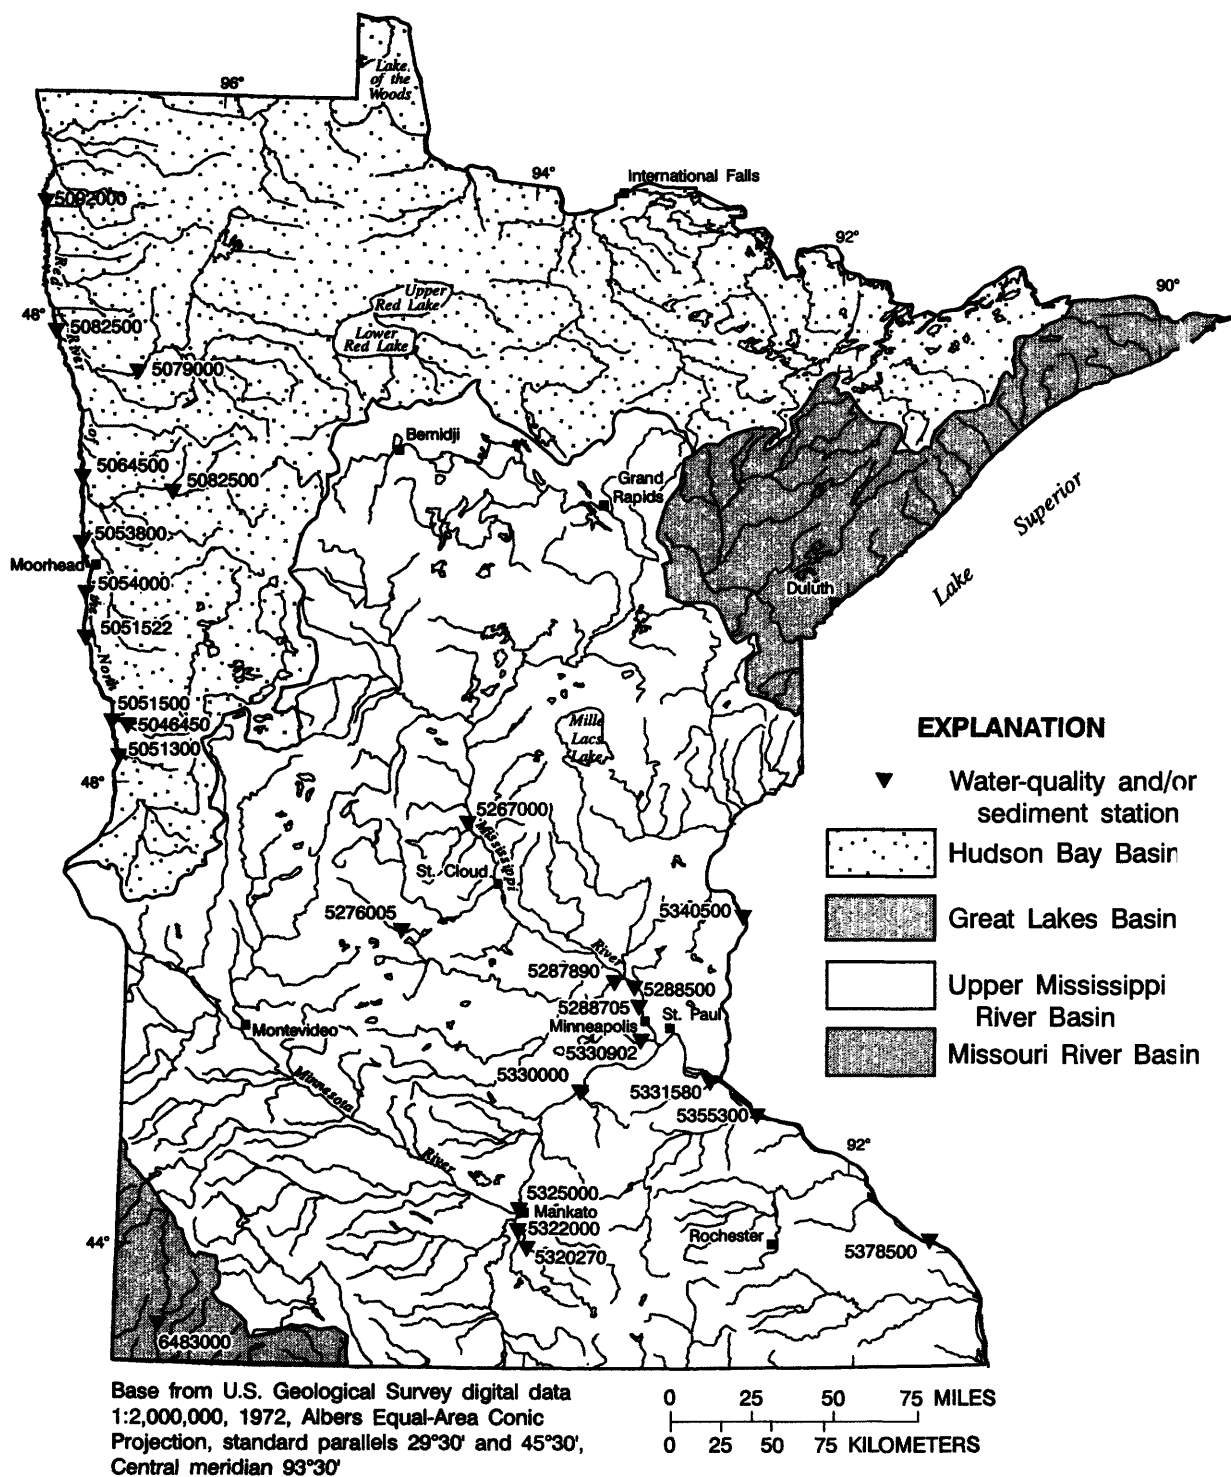 96°
Lake
of the
Woods
94°
International Falls
92°
90°
5092000
Red
Upper
Red Lake
48°
5082500
River
Lower
Red Lake
5079000
of
Bemidji
5064500
5082500
Grand
Rapids
Superior
5053800
Moorhead
5054000
the
Duluth
Lake
5051522
North
5051500
5046450
5051300
Mille
Lacs
Lake
EXPLANATION
Water-quality and/or
sediment station
48°
5267000
Mississippi
Hudson Bay Basin
St. Cloud
5276005
5340500
Great Lakes Basin
River
5287890
5288500
5288705
St. Paul
Minneapolis
Upper Mississippi
River Basin
Montevideo
5330902
Missouri River Basin
5330000
Minnesota
5331580
5355300
92°
River
5325000
Mankato
5322000
Rochester
44°
5320270
5378500
6483000
Base from U.S. Geological Survey digital data
1:2,000,000, 1972, Albers Equal-Area Conic
Projection, standard parallels 29°30' and 45°30',
Central meridian 93°30'
0 25 50 75 MILES
0 25 50 75 KILOMETERS